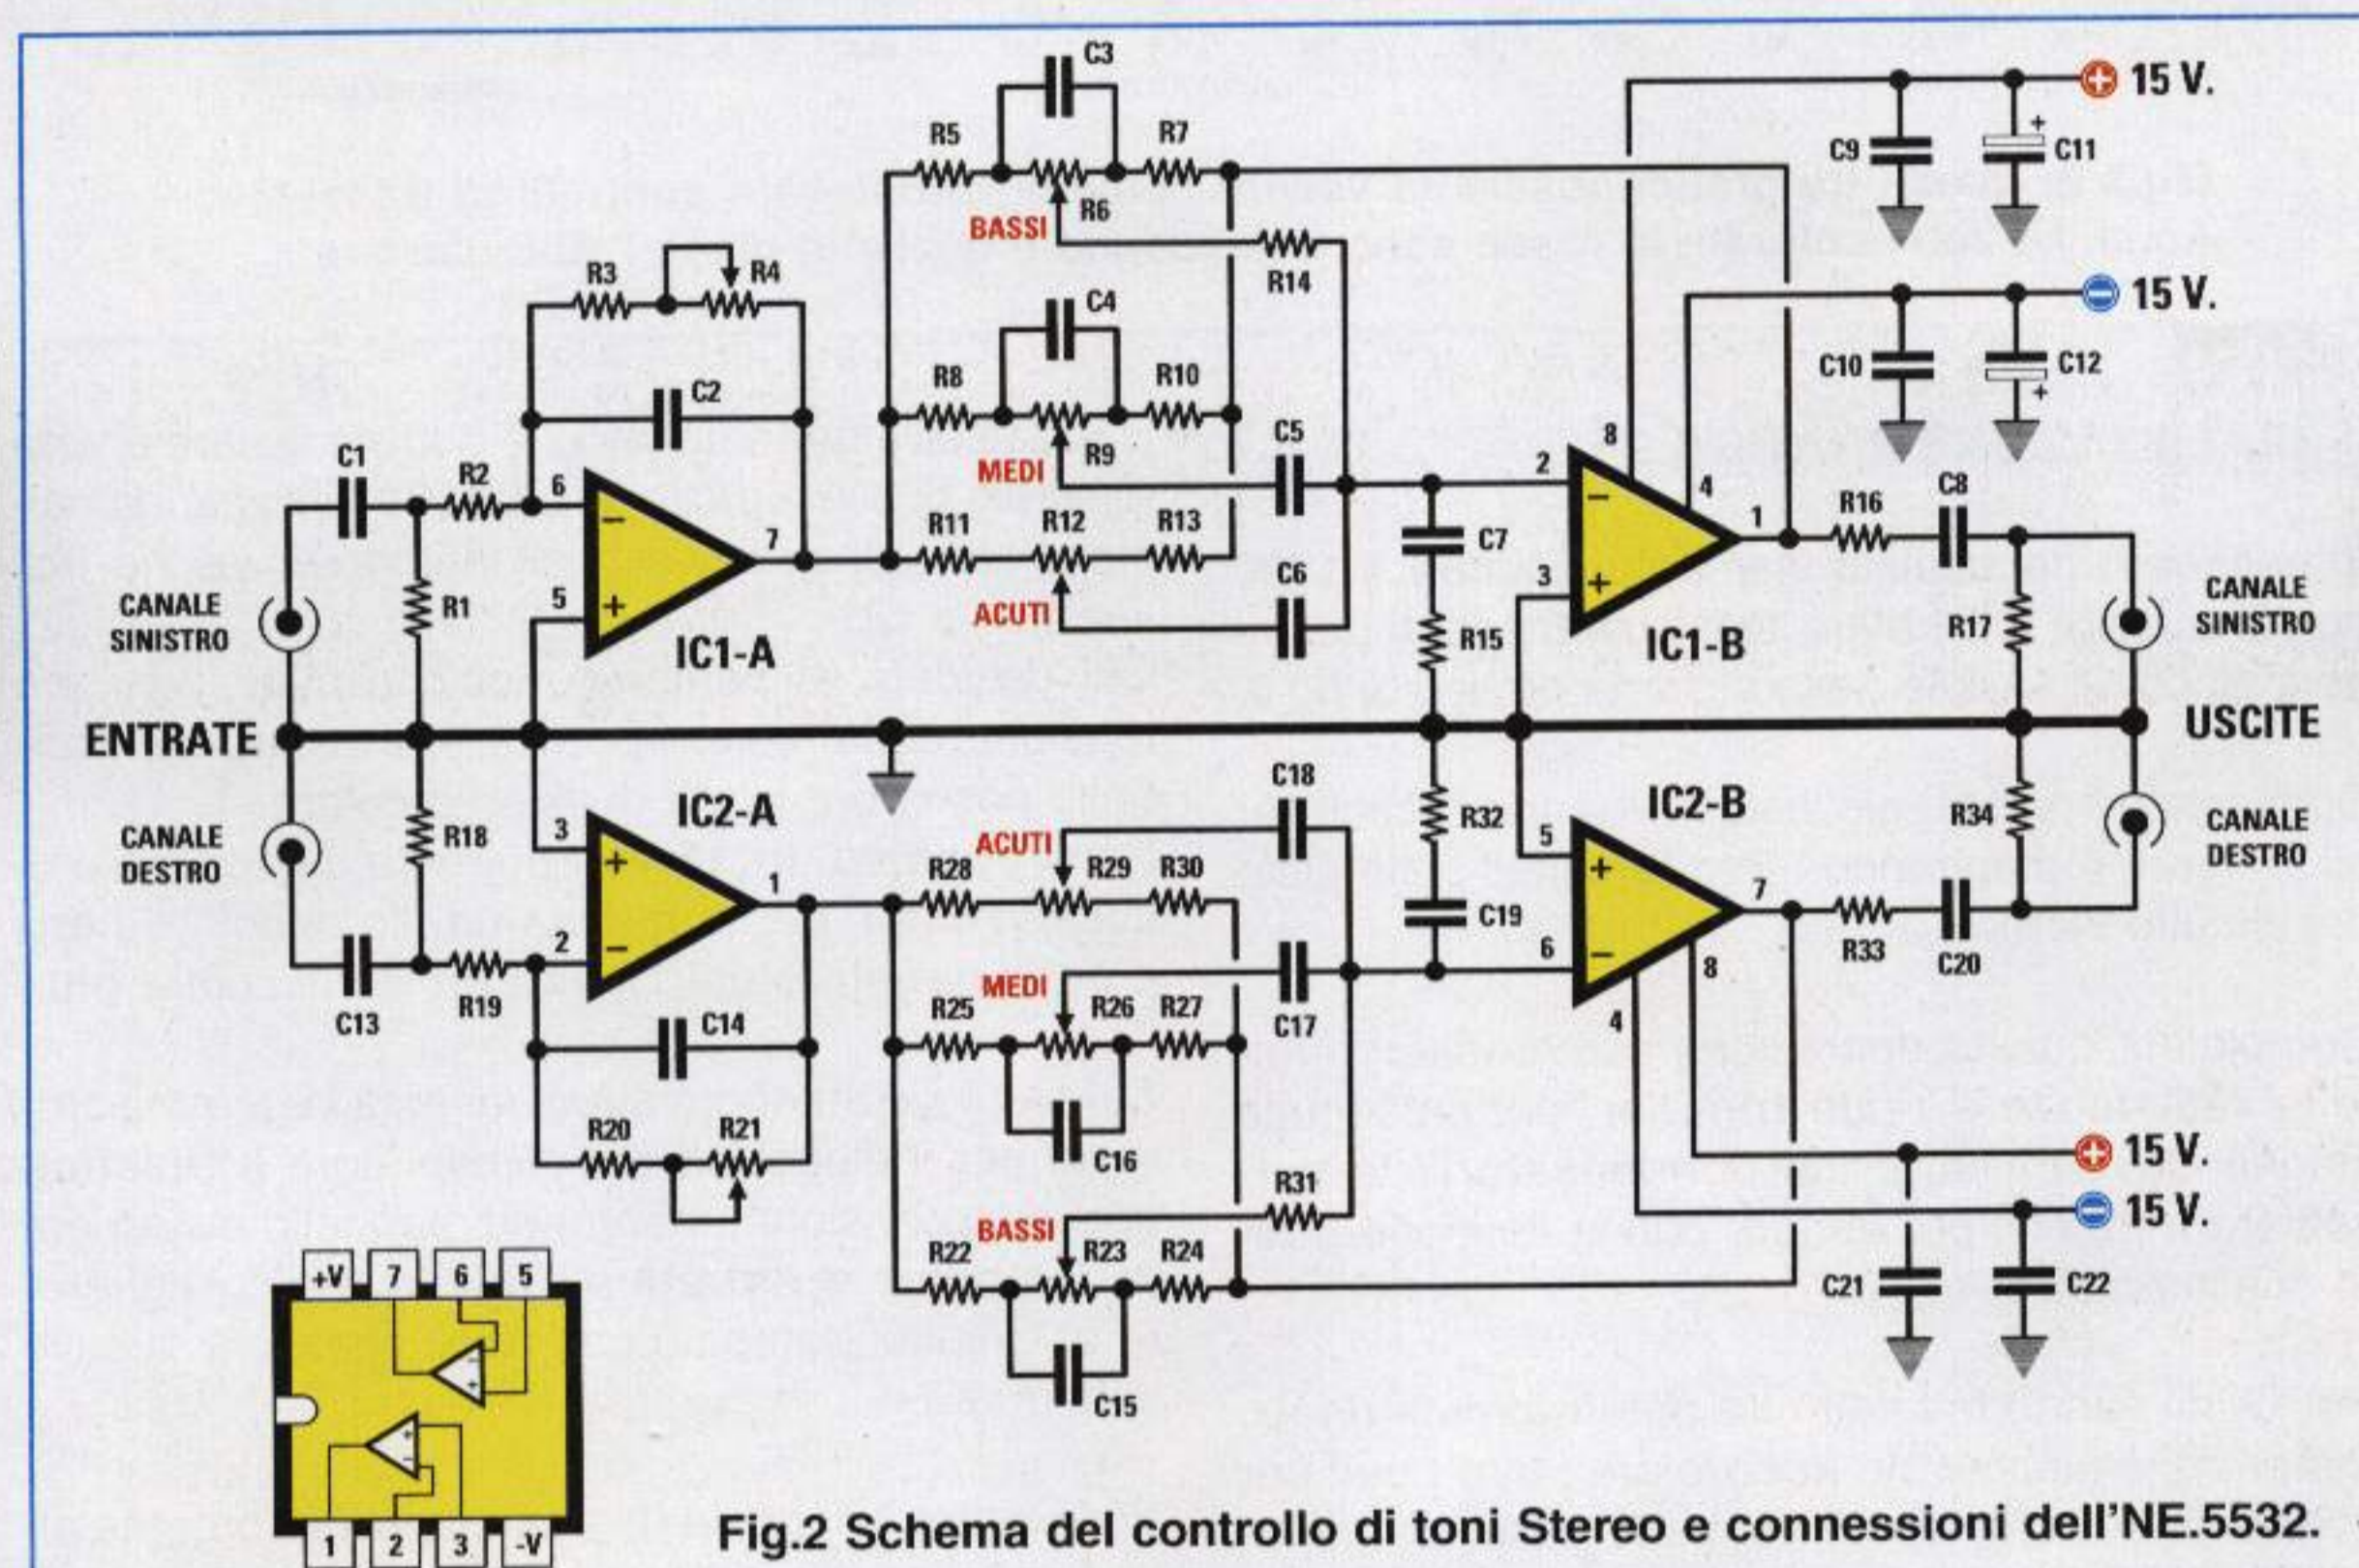 C3
R5
R7
R6
BASSI
R14
C9
C11
+
15 V.
+
R3
R4
C4
C2
R8
R10
R9
MEDI
C5
C10
C12
-
15 V.
+
C1
R2
6
5
−
+
7
IC1-A
R1
CANALE
SINISTRO
R11
R12
R13
ACUTI
C6
C7
R15
8
2
3
−
+
4
1
IC1-B
R16
C8
R17
CANALE
SINISTRO
ENTRATE
USCITE
CANALE
DESTRO
R18
C13
R19
IC2-A
3
2
+
−
1
C14
R20
R21
C18
ACUTI
R28
R29
R30
MEDI
R25
R26
R27
C17
C16
R31
BASSI
R22
R23
R24
C15
R32
C19
IC2-B
5
6
+
−
7
8
4
R33
C20
R34
CANALE
DESTRO
+
15 V.
-
15 V.
C21
C22
+V
7
6
5
−
+
+
−
1
2
3
-V
Fig.2 Schema del controllo di toni Stereo e connessioni dell'NE.5532.